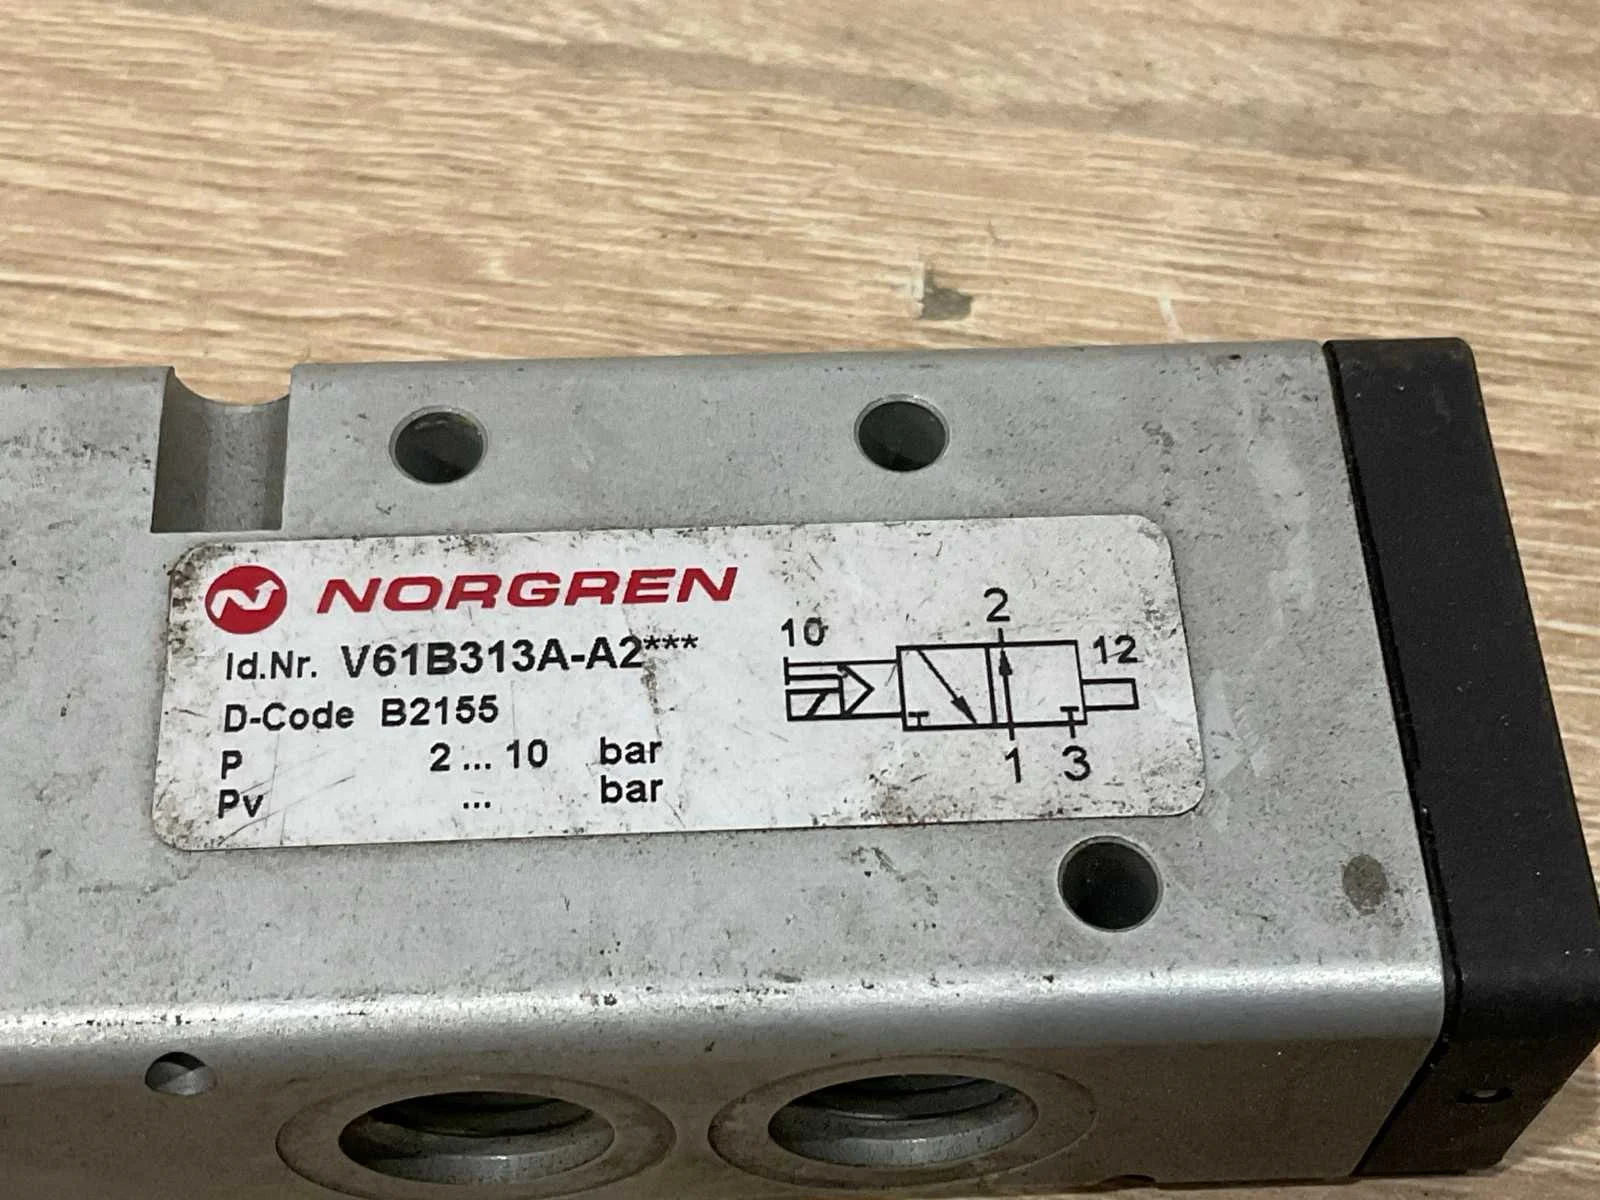 NORGREN
Id.Nr. V61B313A-A2***
D-Code B2155
P 2 ... 10 bar
Pv ... bar
10 2 12
1 3